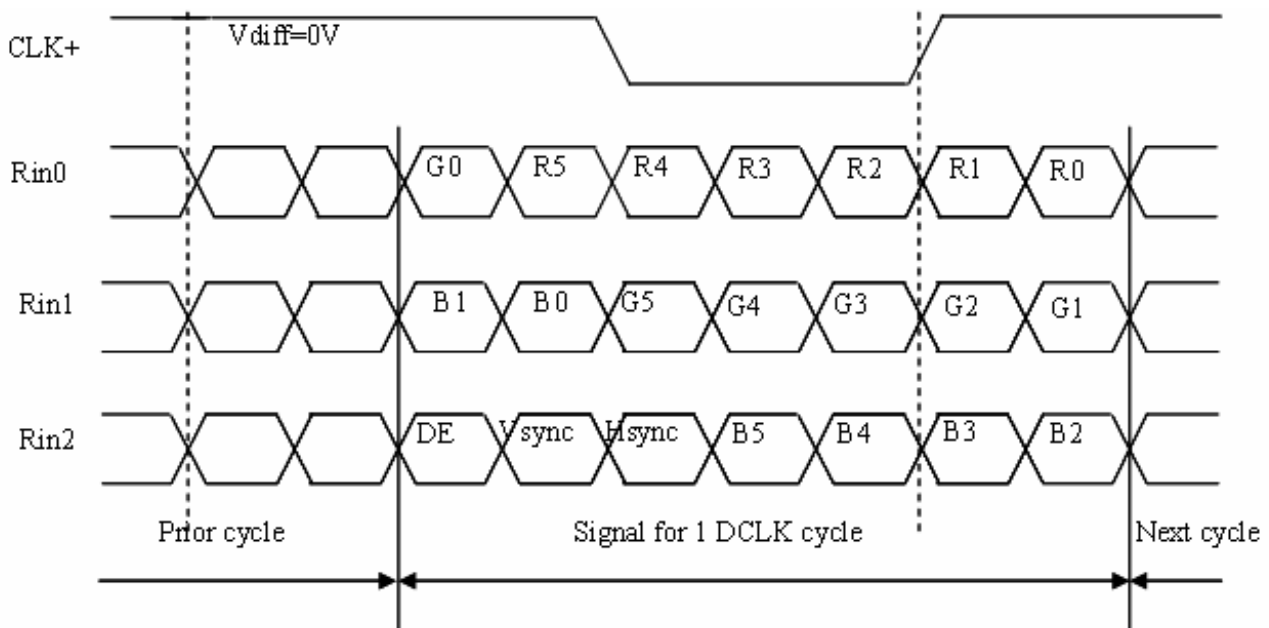 CLK+ Vdiff=0V
Rin0 G0 R5 R4 R3 R2 R1 R0
Rin1 B1 B0 G5 G4 G3 G2 G1
Rin2 DE Vsync Hsync B5 B4 B3 B2
Prior cycle Signal for 1 DCLK cycle Next cycle